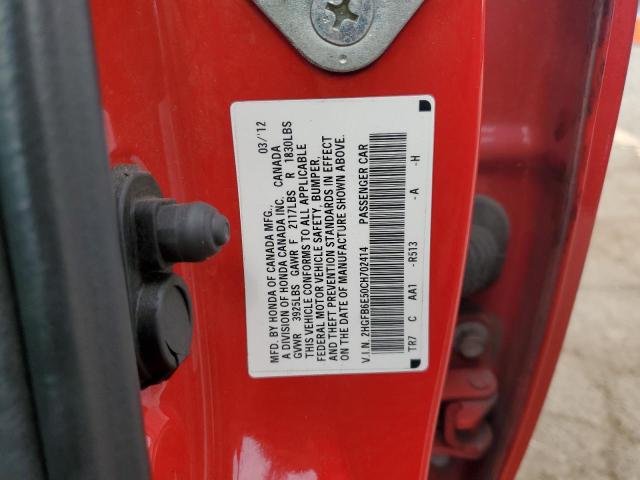 MFD. BY HONDA OF CANADA MFG., 03/'12
A DIVISION OF HONDA CANADA INC. CANADA
GVWR 3925LBS GAWR F 2117LBS R 1830LBS
THIS VEHICLE CONFORMS TO ALL APPLICABLE
FEDERAL MOTOR VEHICLE SAFETY, BUMPER,
AND THEFT PREVENTION STANDARDS IN EFFECT
ON THE DATE OF MANUFACTURE SHOWN ABOVE.
V.I.N. 2HGFB6E50CH702414 PASSENGER CAR
TR7 C AA1 -R513 -A -H